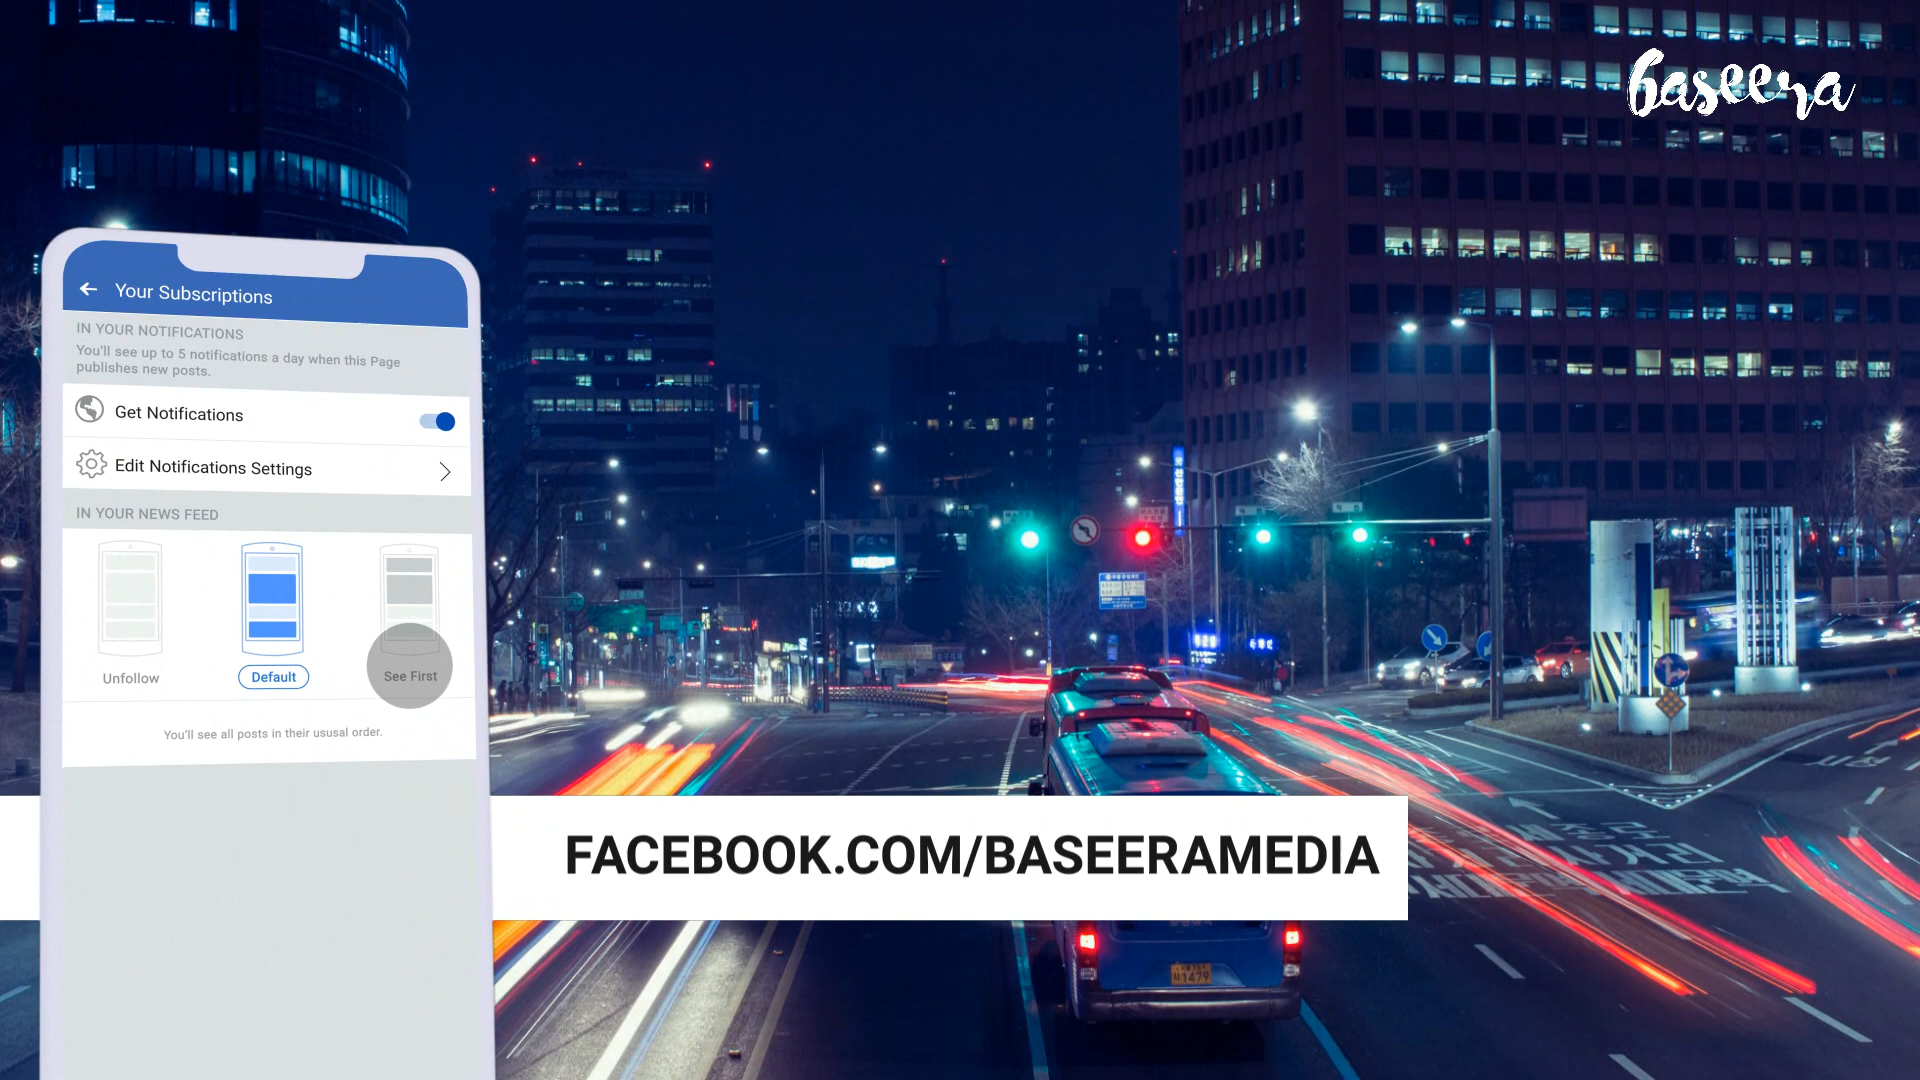 baseera
Your Subscriptions
IN YOUR NOTIFICATIONS
You'll see up to 5 notifications a day when this Page
publishes new posts.
Get Notifications
Edit Notifications Settings
IN YOUR NEWS FEED
Unfollow
Default
See First
You'll see all posts in their ususal order.
FACEBOOK.COM/BASEERAMEDIA
1479